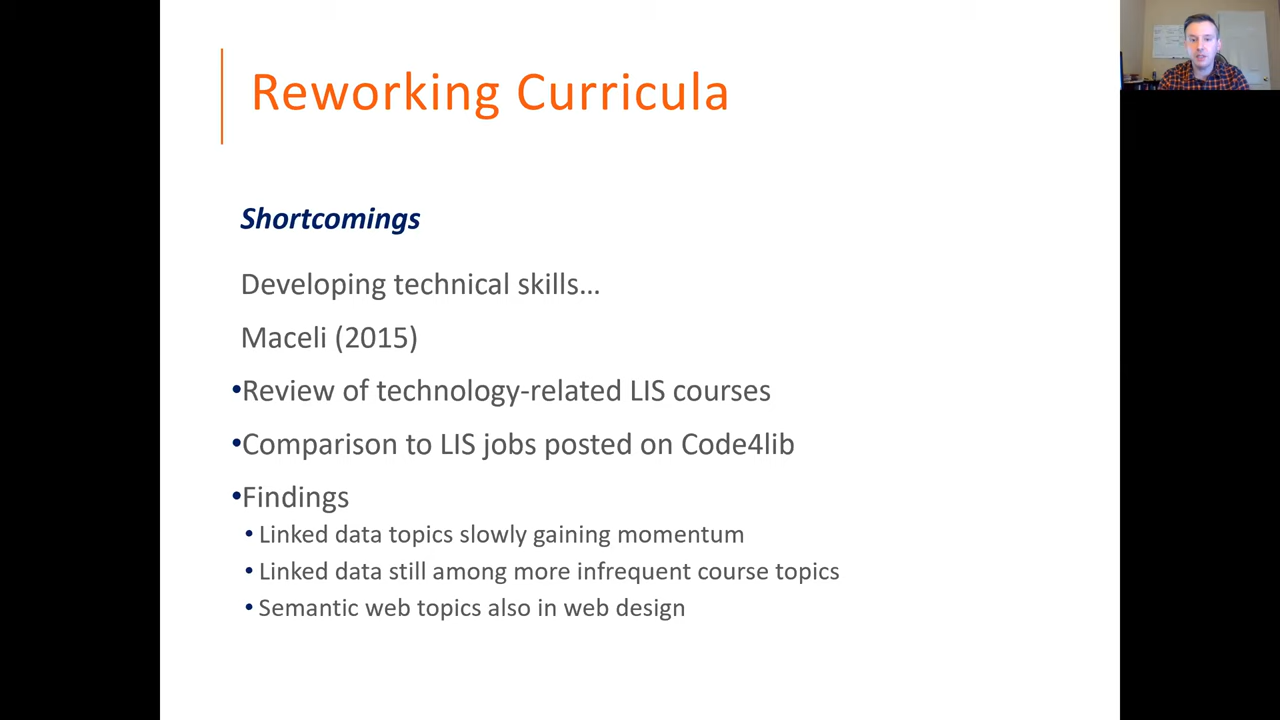 Reworking Curricula
Shortcomings
Developing technical skills…
Maceli (2015)
•Review of technology-related LIS courses
•Comparison to LIS jobs posted on Code4lib
•Findings
• Linked data topics slowly gaining momentum
• Linked data still among more infrequent course topics
• Semantic web topics also in web design